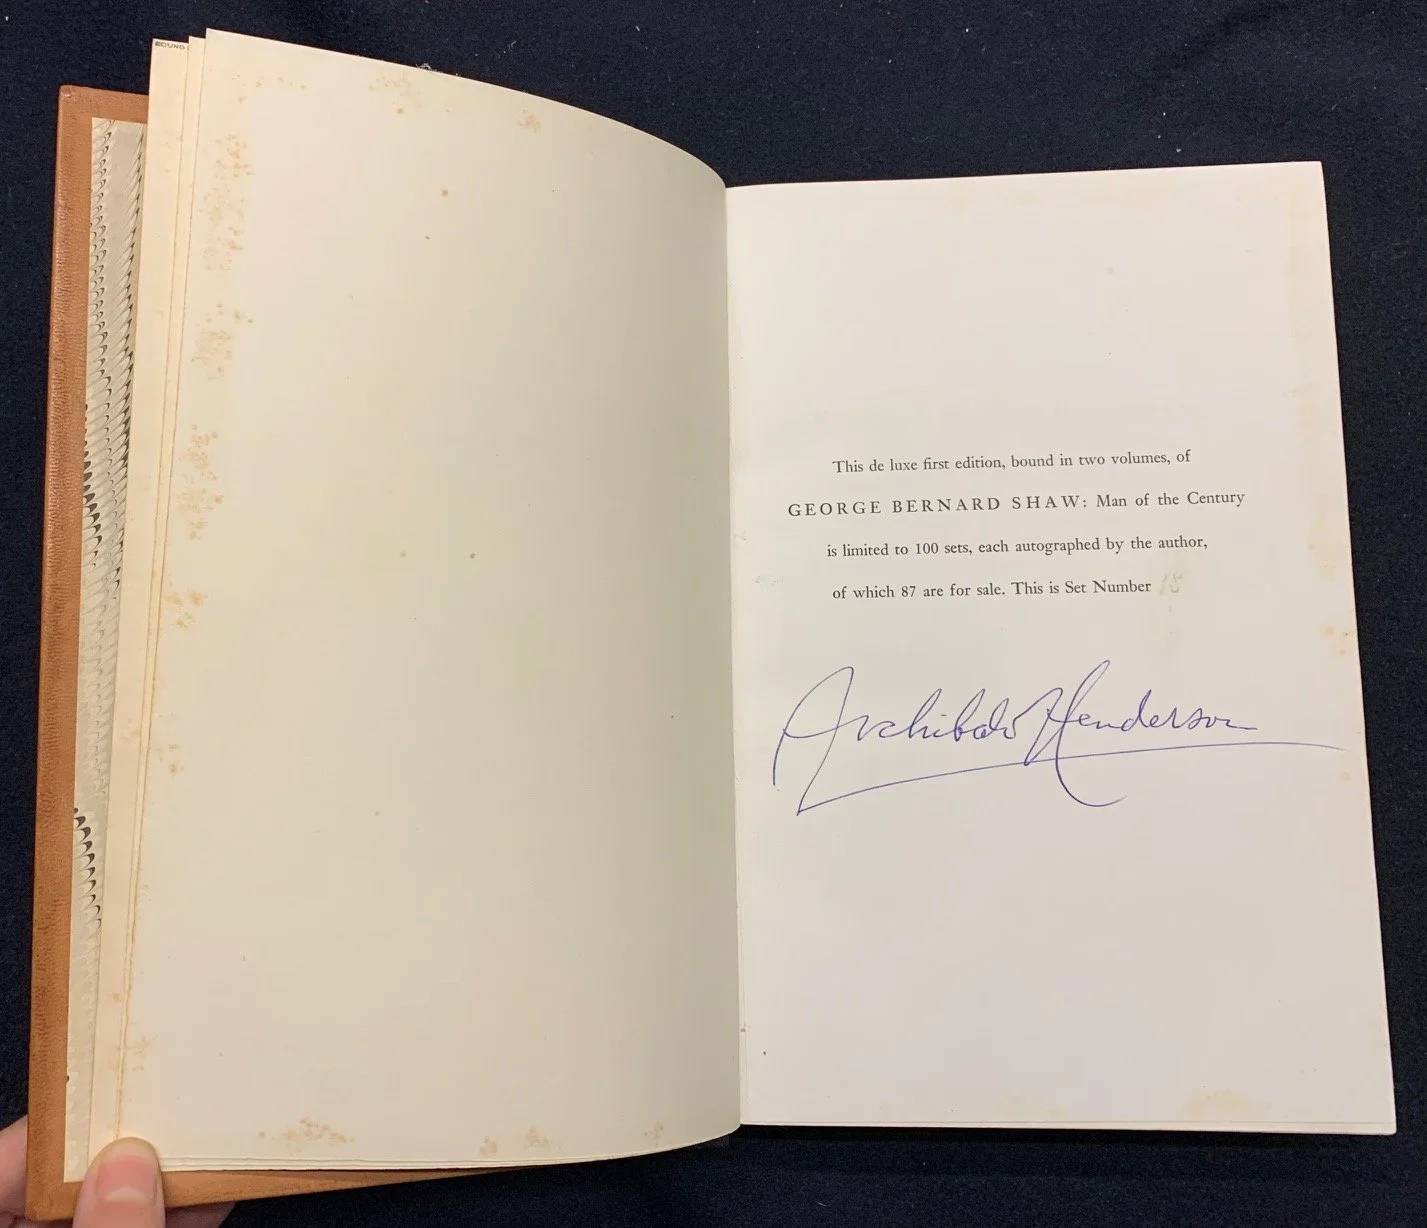 BOUND
This de luxe first edition, bound in two volumes, of
GEORGE BERNARD SHAW: Man of the Century
is limited to 100 sets, each autographed by the author,
of which 87 are for sale. This is Set Number
Archibald Henderson